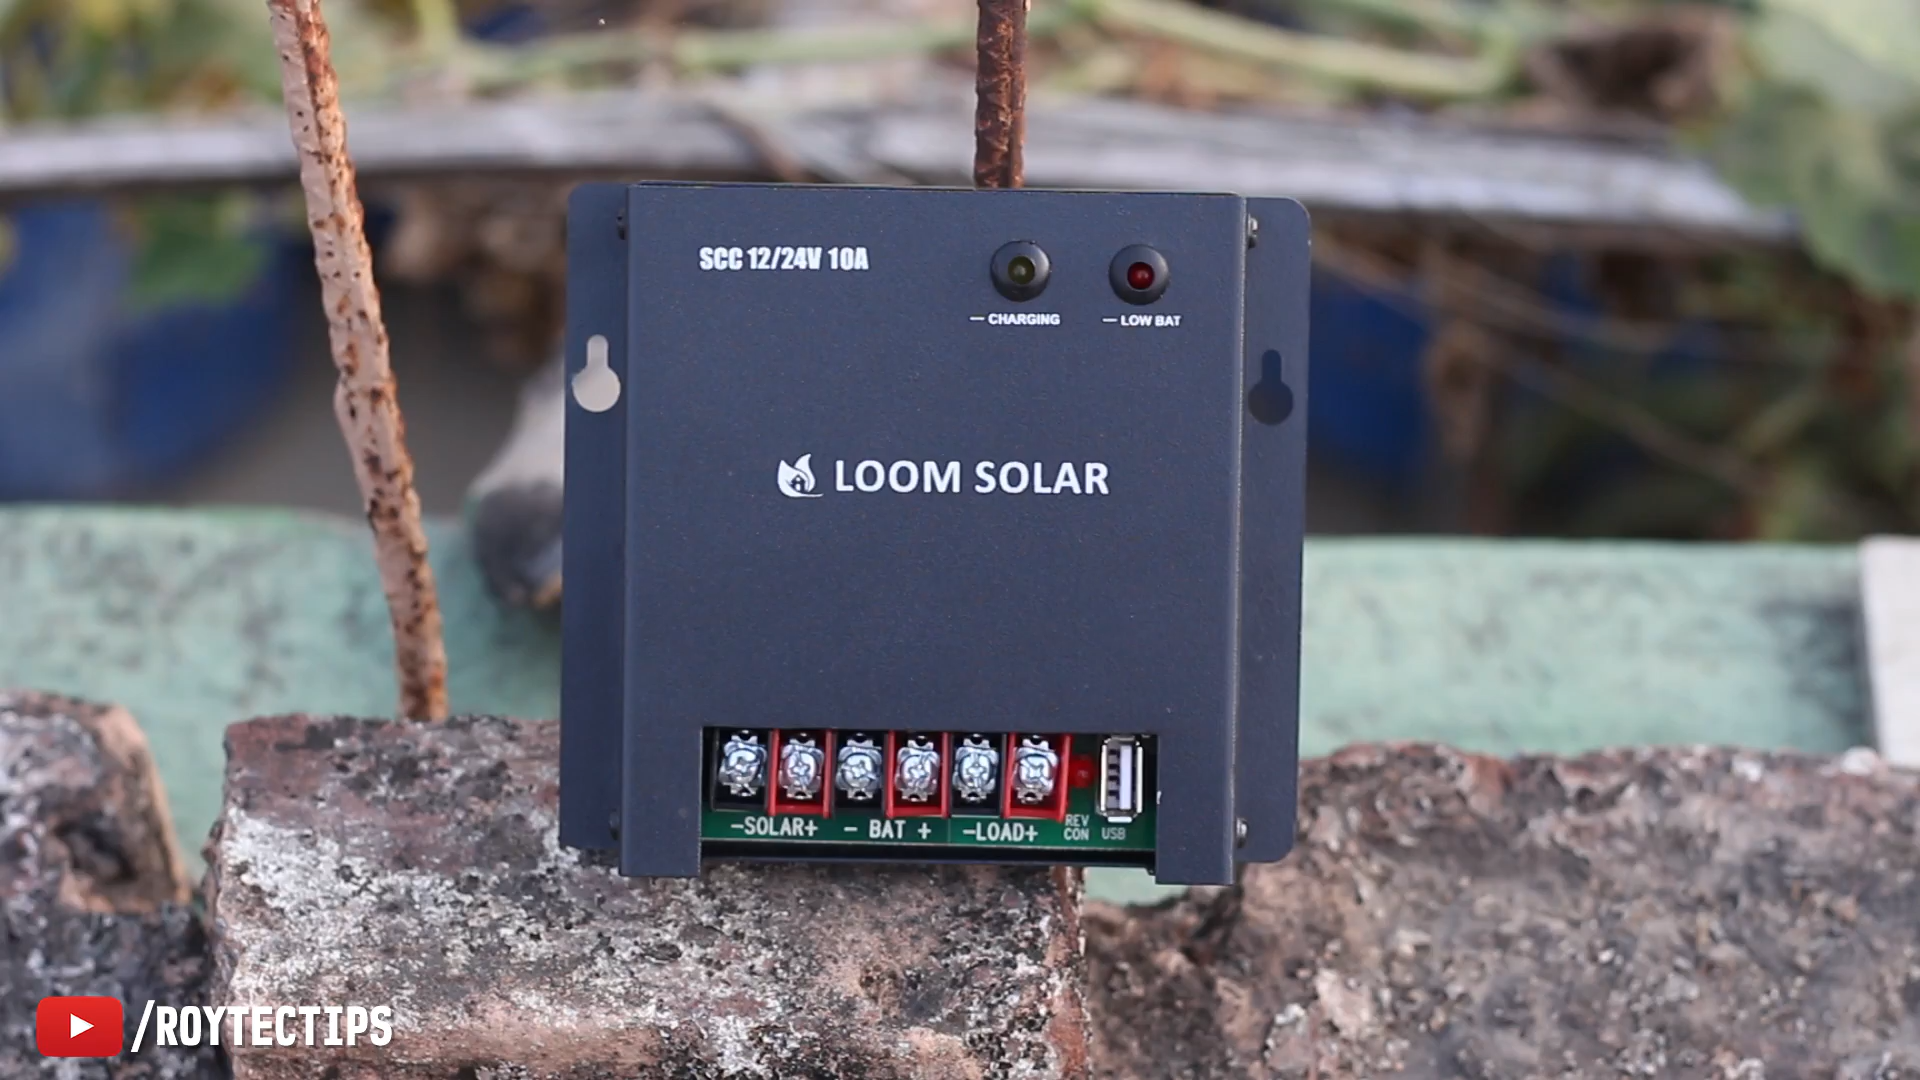 SCC 12/24V 10A
— CHARGING
— LOW BAT
LOOM SOLAR
-SOLAR+
- BAT +
-LOAD+
REV
CON
USB
/ROYTECTIPS